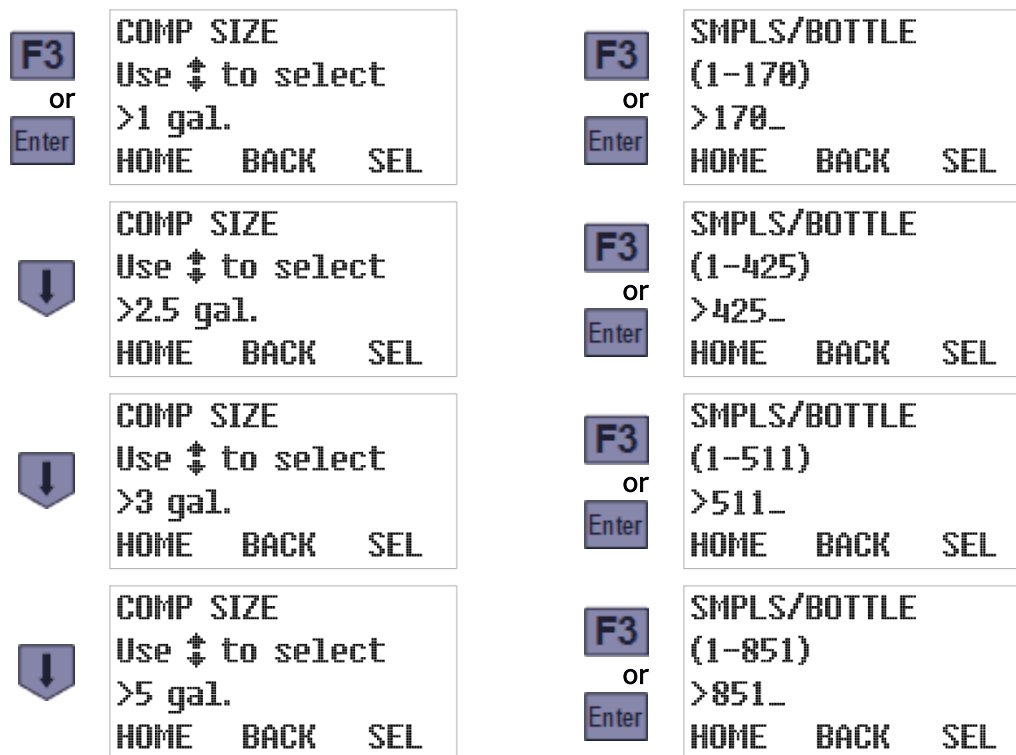 F3
or
Enter
COMP SIZE
Use ↕ to select
>1 gal.
HOME BACK SEL
F3
or
Enter
SMPLS/BOTTLE
(1-170)
>170_
HOME BACK SEL
COMP SIZE
Use ↕ to select
>2.5 gal.
HOME BACK SEL
F3
or
Enter
SMPLS/BOTTLE
(1-425)
>425_
HOME BACK SEL
COMP SIZE
Use ↕ to select
>3 gal.
HOME BACK SEL
F3
or
Enter
SMPLS/BOTTLE
(1-511)
>511_
HOME BACK SEL
COMP SIZE
Use ↕ to select
>5 gal.
HOME BACK SEL
F3
or
Enter
SMPLS/BOTTLE
(1-851)
>851_
HOME BACK SEL